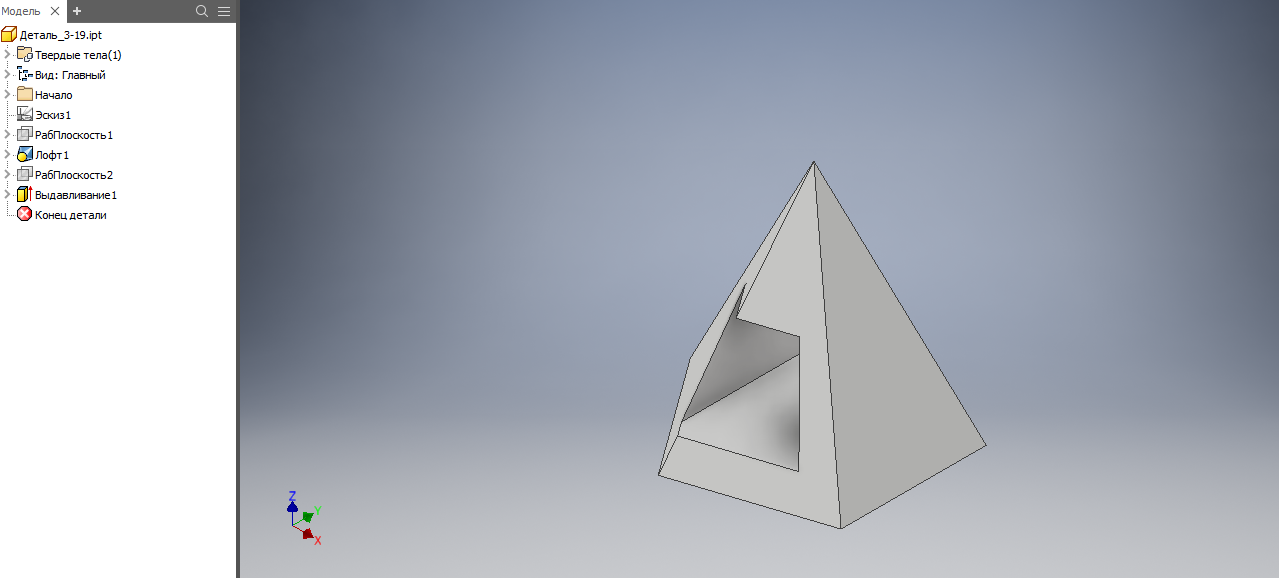 Модель
Деталь_3-19.ipt
Твердые тела(1)
Вид: Главный
Начало
Эскиз1
РабПлоскость1
Лофт1
РабПлоскость2
Выдавливание1
Конец детали
Z
Y
X